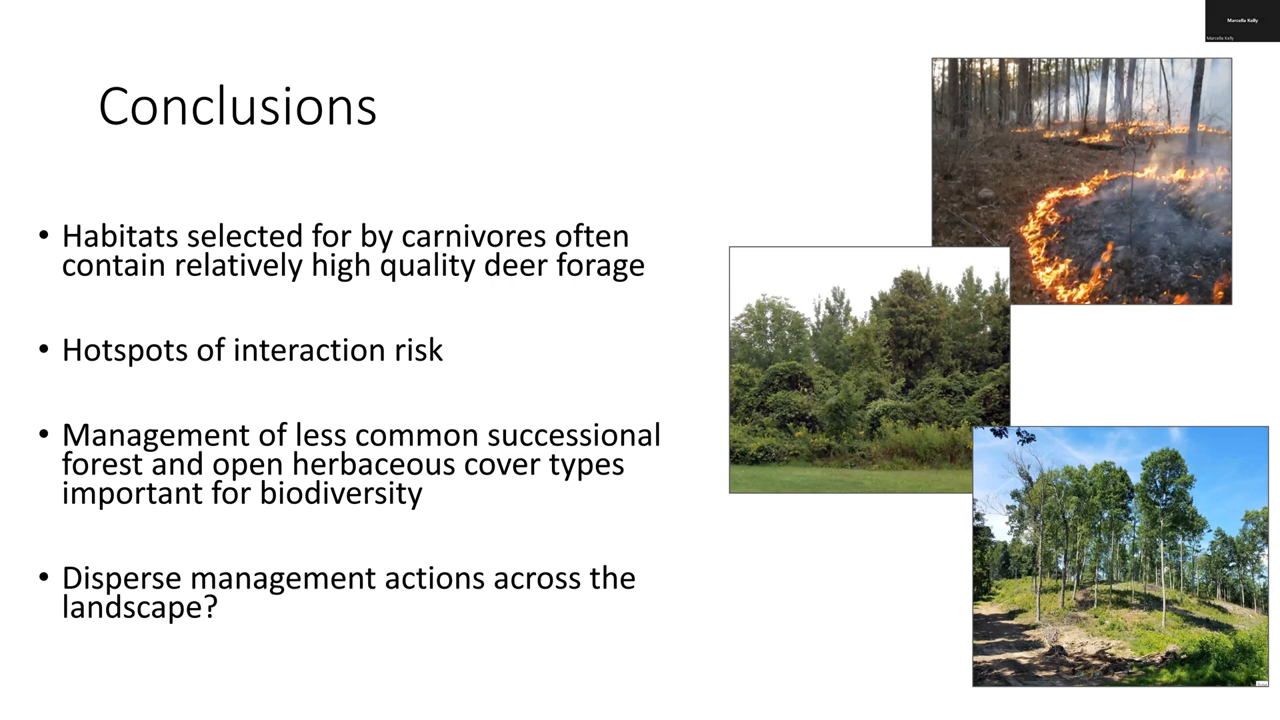 Marcella Kelly
Marcella Kelly
Conclusions
• Habitats selected for by carnivores often
contain relatively high quality deer forage
• Hotspots of interaction risk
• Management of less common successional
forest and open herbaceous cover types
important for biodiversity
• Disperse management actions across the
landscape?